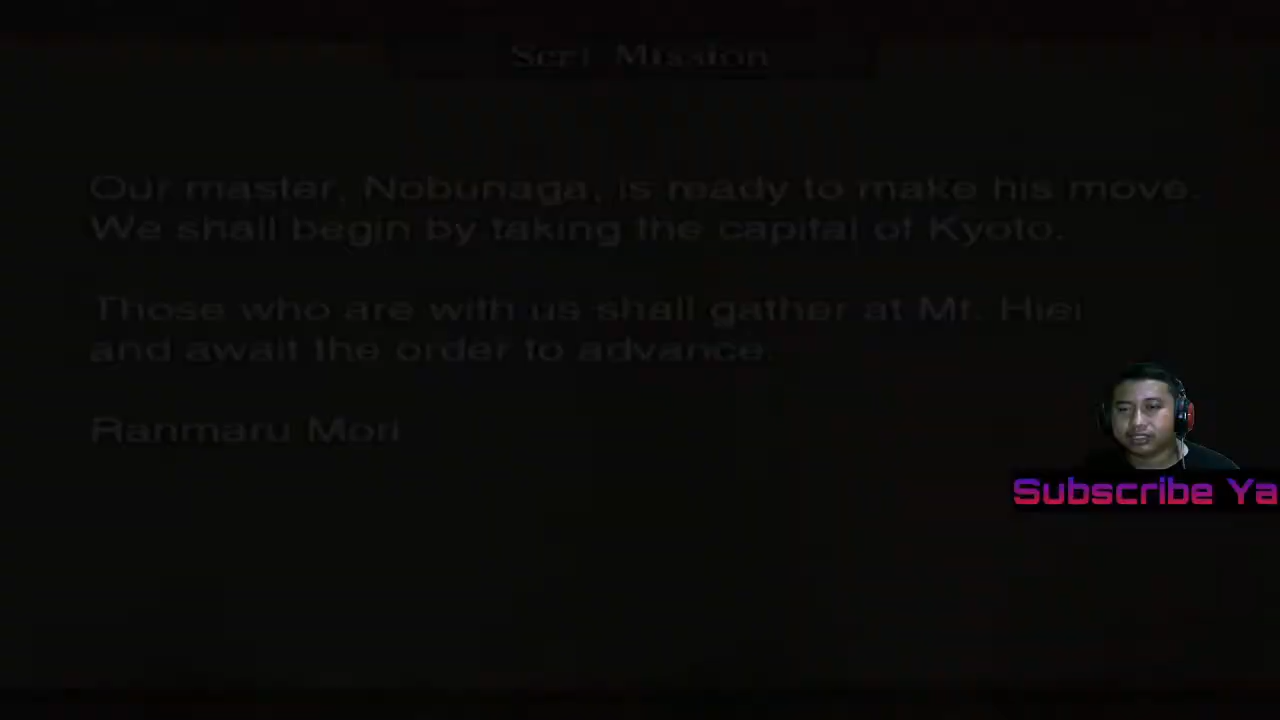 Mission
Our master, Nobunaga, is ready to make his move.
We shall begin by taking the capital of Kyoto.
Those who are with us shall gather at Mt. Hiei
and await the order to advance.
Ranmaru Mori
Subscribe Ya